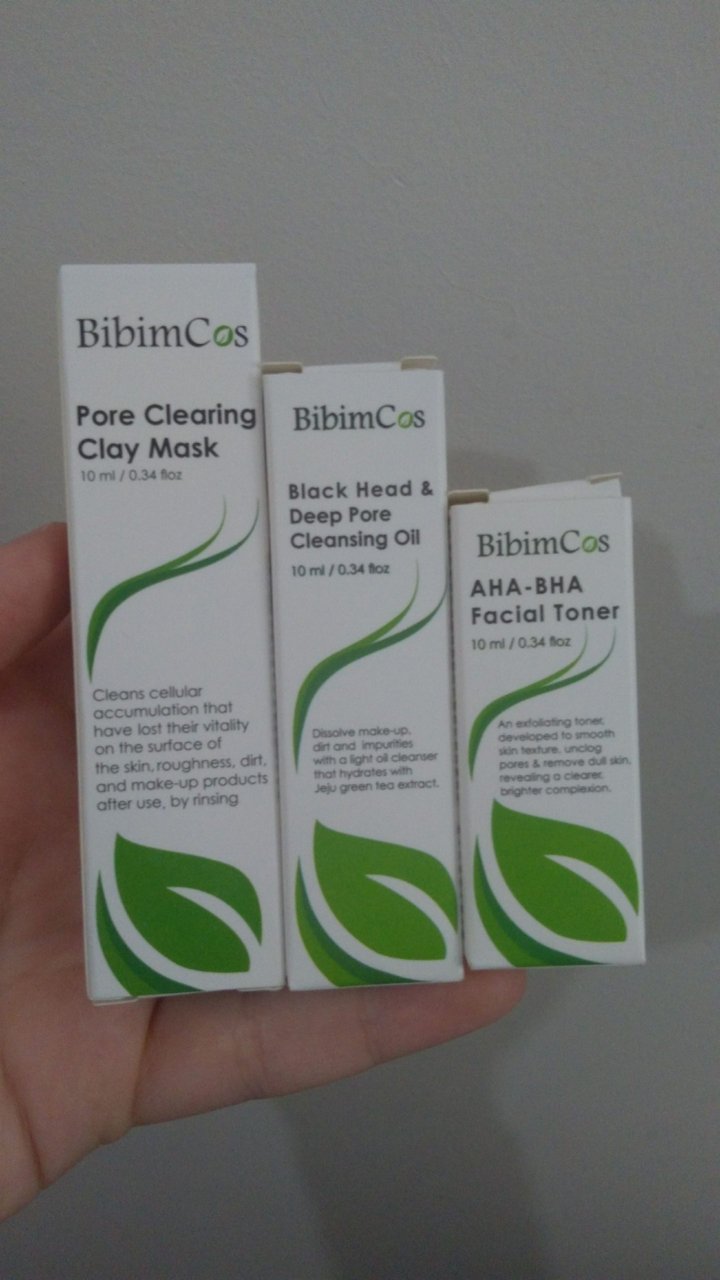 BibimCos
Pore Clearing
Clay Mask
10 ml / 0.34 floz
Cleans cellular
accumulation that
have lost their vitality
on the surface of
the skin, roughness, dirt,
and make-up products
after use, by rinsing
BibimCos
Black Head &
Deep Pore
Cleansing Oil
10 ml / 0.34 floz
Dissolve make-up,
dirt and impurities
with a light oil cleanser
that hydrates with
Jeju green tea extract.
BibimCos
AHA-BHA
Facial Toner
10 ml / 0.34 floz
An exfoliating toner,
developed to smooth
skin texture, unclog
pores & remove dull skin,
revealing a clearer,
brighter complexion.